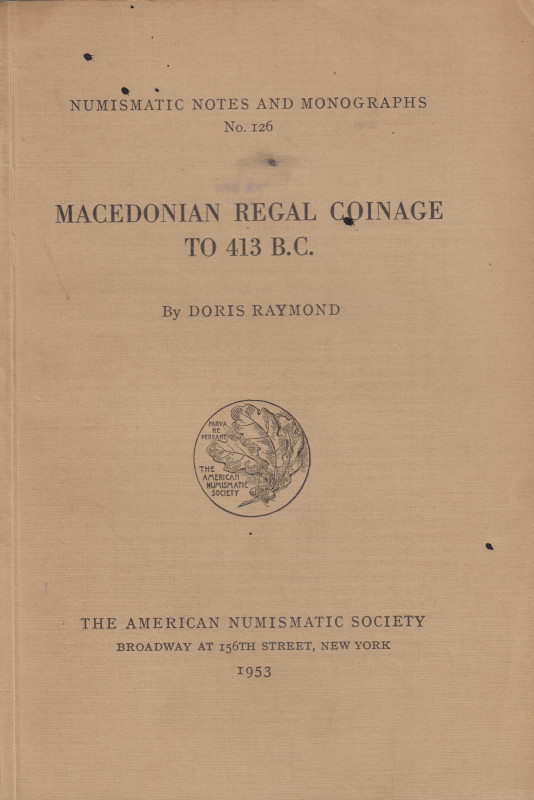 NUMISMATIC NOTES AND MONOGRAPHS
No. 126
MACEDONIAN REGAL COINAGE
TO 413 B.C.
By DORIS RAYMOND
PARVA
NE
PEREANT
THE
AMERICAN
NUMISMATIC
SOCIETY
THE AMERICAN NUMISMATIC SOCIETY
BROADWAY AT 156TH STREET, NEW YORK
1953